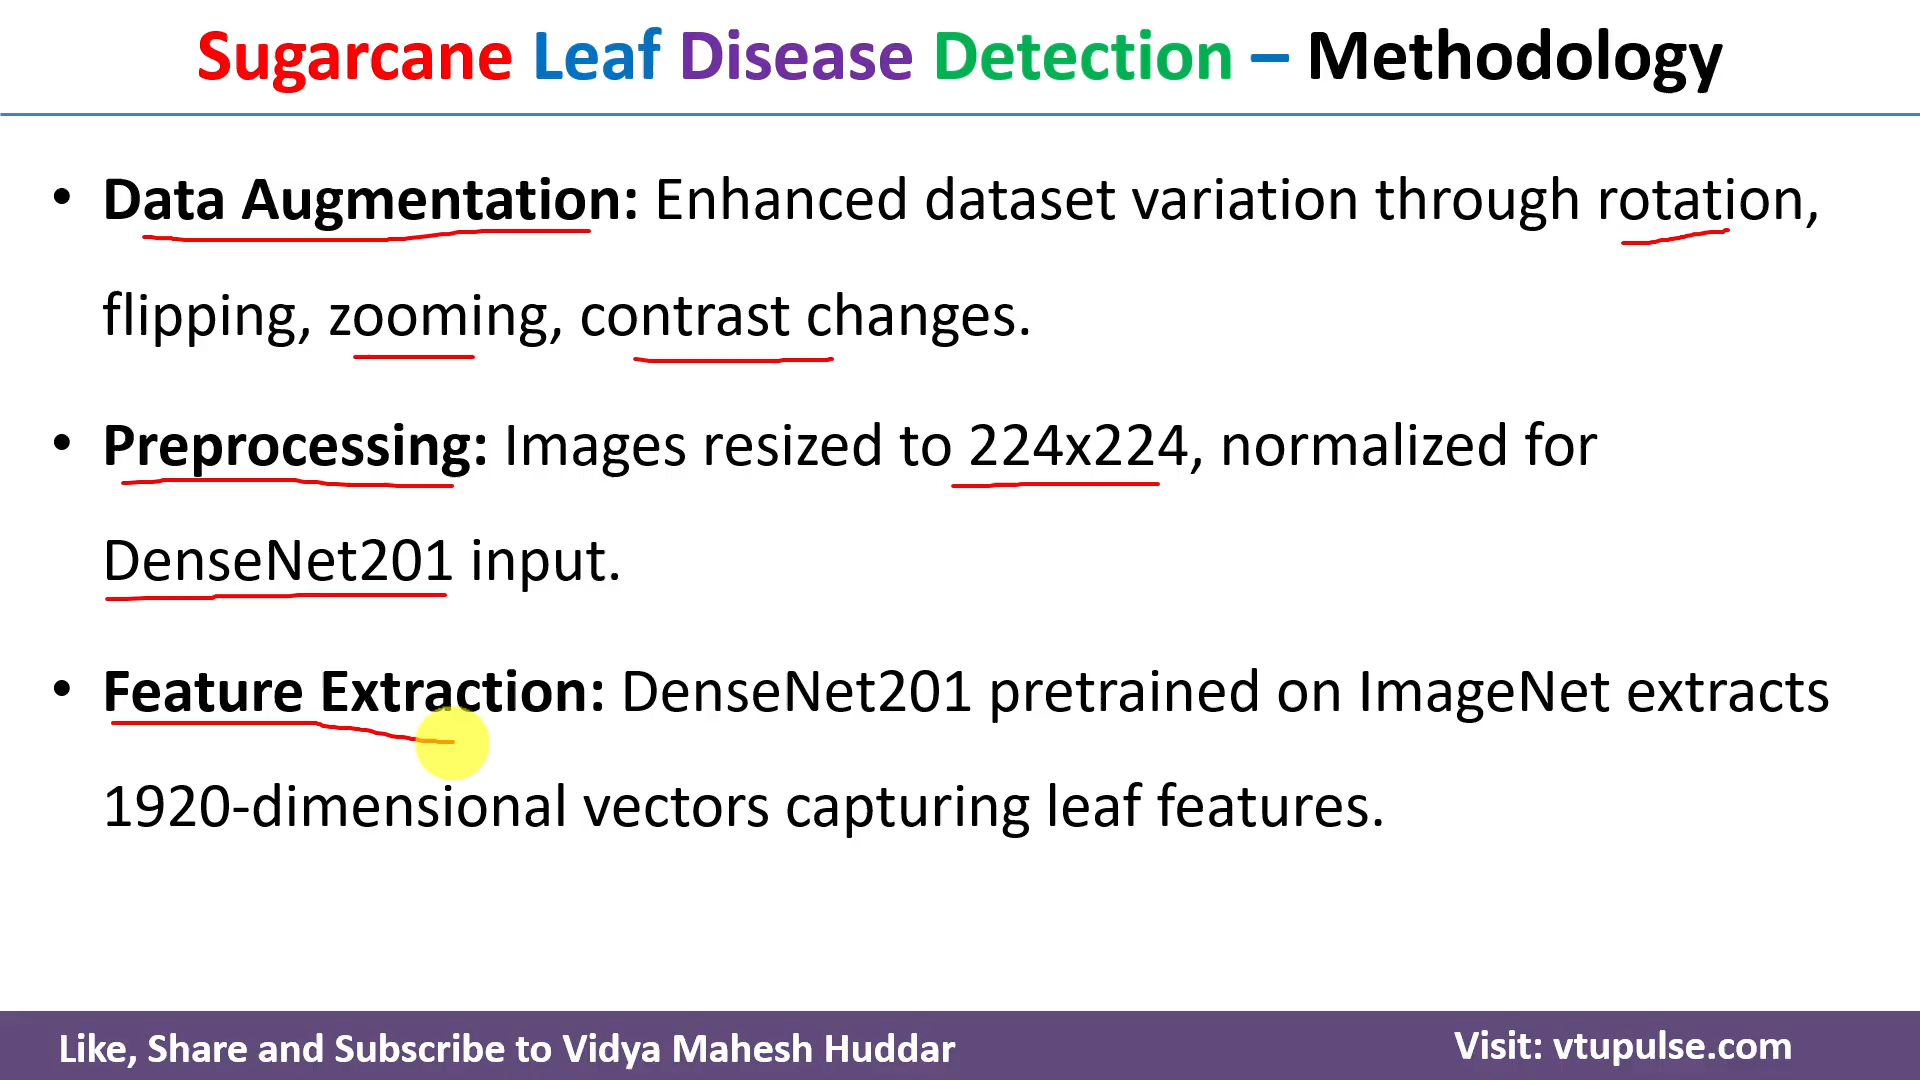 Sugarcane Leaf Disease Detection – Methodology
• Data Augmentation: Enhanced dataset variation through rotation,
flipping, zooming, contrast changes.
• Preprocessing: Images resized to 224x224, normalized for
DenseNet201 input.
• Feature Extraction: DenseNet201 pretrained on ImageNet extracts
1920-dimensional vectors capturing leaf features.
Like, Share and Subscribe to Vidya Mahesh Huddar
Visit: vtupulse.com